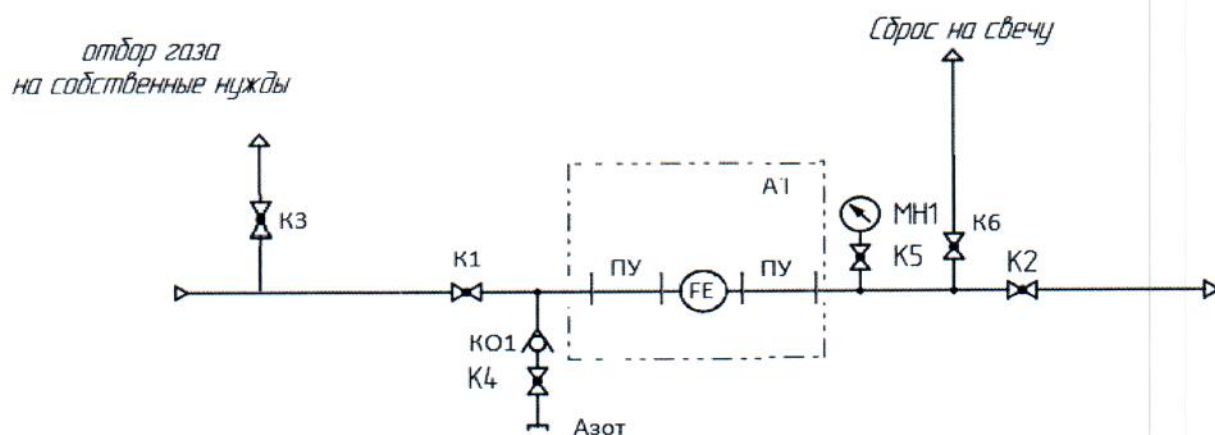 Сброс на свечу
отбор газа
на собственные нужды
А1
К3
МН1
К6
К1
ПУ
FE
ПУ
К5
К2
КО1
К4
Азот